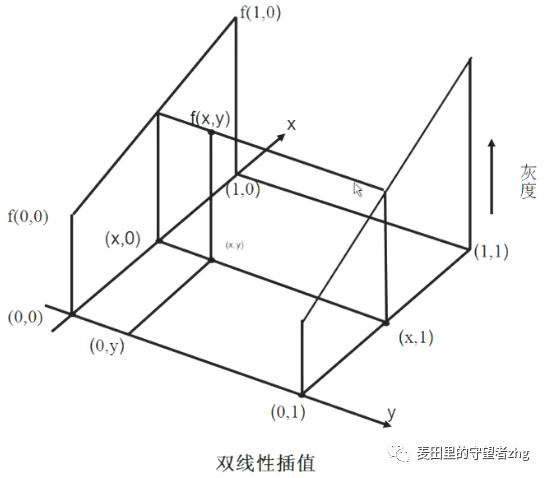 f(1,0)
f(x,y)
x
灰度
(1,0)
f(0,0)
(x,0)
(x,y)
(1,1)
(0,0)
(0,y)
(x,1)
(0,1)
y
麦田里的守望者zhg
双线性插值